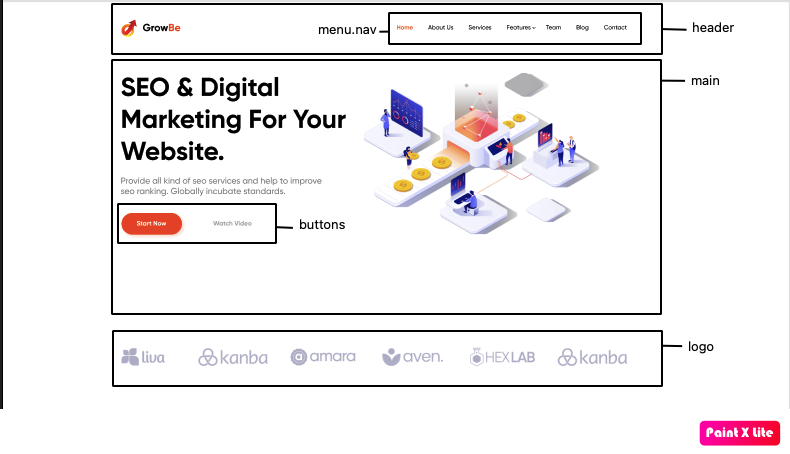 GrowBe
menu.nav
Home About Us Services Features Team Blog Contact
header
SEO & Digital
Marketing For Your
Website.
main
Provide all kind of seo services and help to improve
seo ranking. Globally incubate standards.
Start Now Watch Video
buttons
liva kanba amara aven. HEXLAB kanba
logo
Paint X Lite